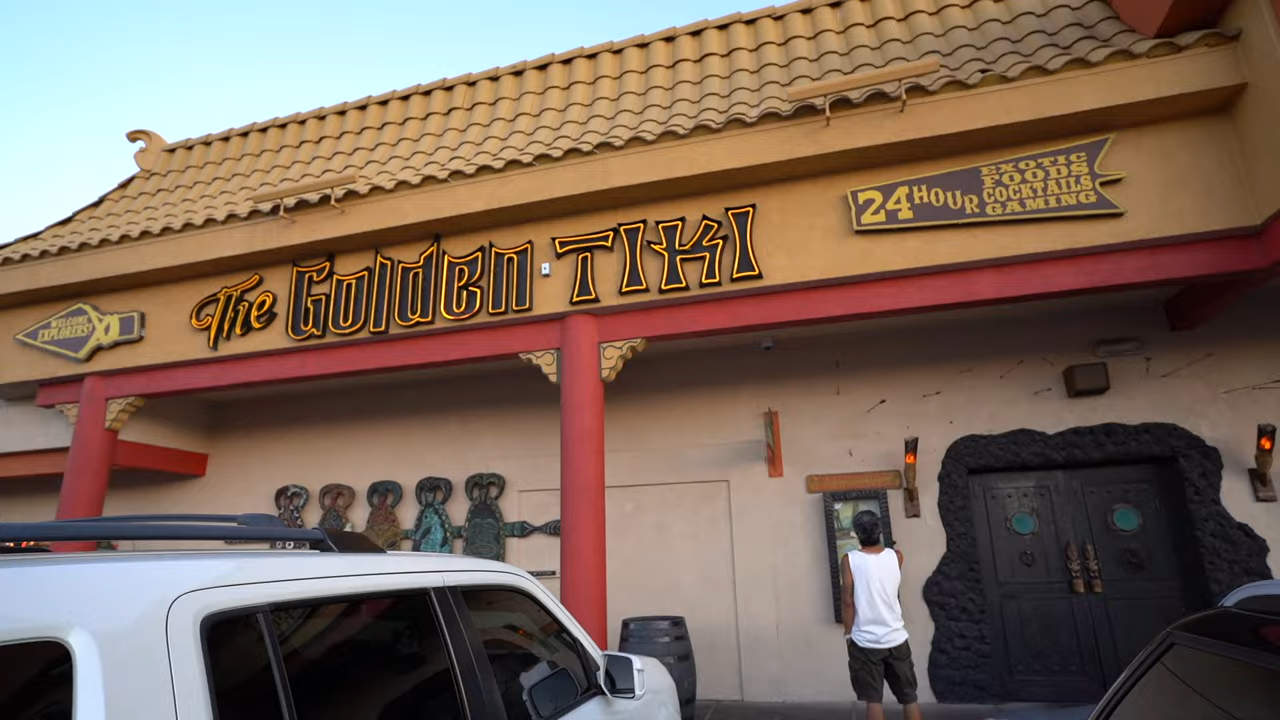 WELCOME
EXPLORERS!
The Golden TIKI
24 HOUR
EXOTIC
FOODS
COCKTAILS
GAMING